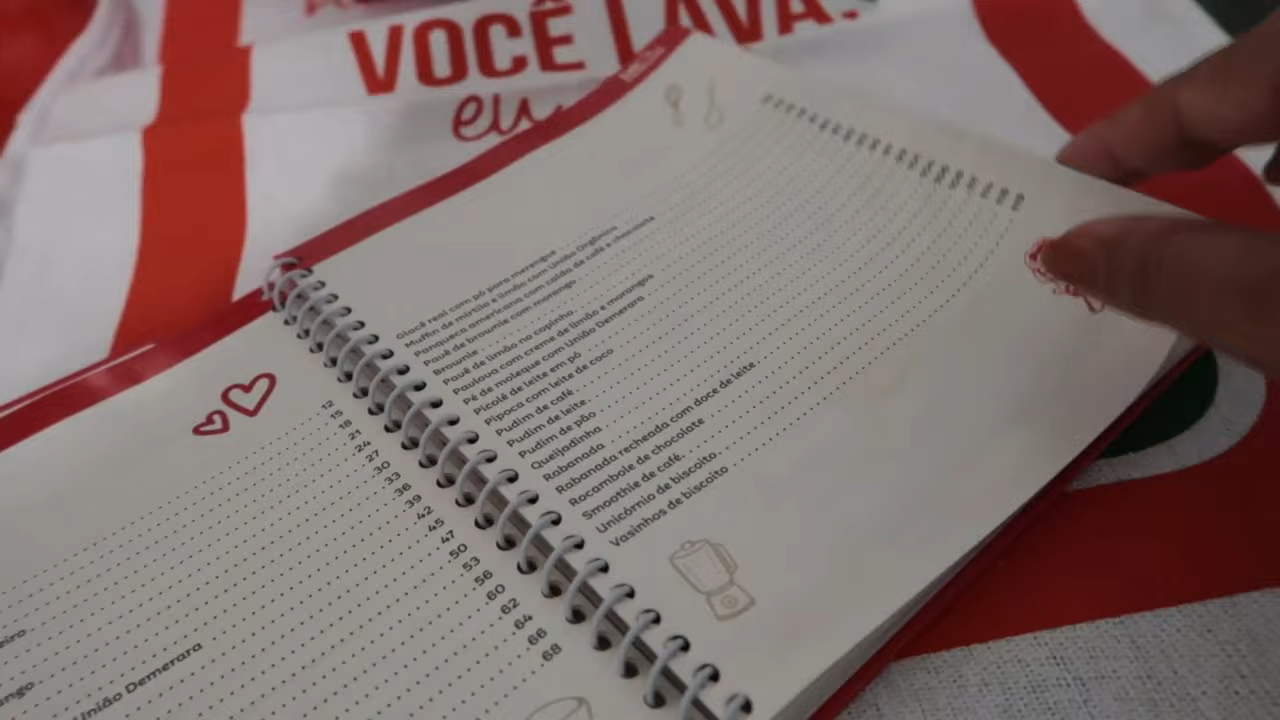 VOCÊ LAVA.
eu
12
15
18
21
24
27
30
33
36
39
42
45
47
50
53
56
60
62
64
66
68
União Demerara
Glacê real com pó para merengue
Muffin de mirtilo e limão com União Orgânico
Panqueca americana com calda de café e chocolate
Pavê de brownie com morango
Brownie
Pavê de limão no copinho
Pavlova com creme de limão e morangos
Pé de moleque com União Demerara
Picolé de leite em pó
Pipoca com leite de coco
Pudim de café
Pudim de leite
Pudim de pão
Queijadinha
Rabanada
Rabanada recheada com doce de leite
Rocambole de chocolate
Smoothie de café
Unicórnio de biscoito
Vasinhos de biscoito